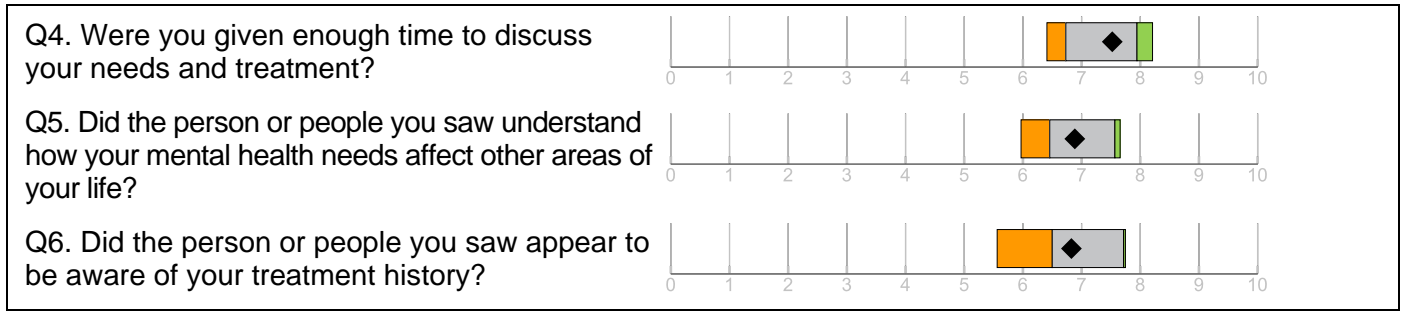 Q4. Were you given enough time to discuss
your needs and treatment?
0 1 2 3 4 5 6 7 8 9 10
Q5. Did the person or people you saw understand
how your mental health needs affect other areas of
your life?
0 1 2 3 4 5 6 7 8 9 10
Q6. Did the person or people you saw appear to
be aware of your treatment history?
0 1 2 3 4 5 6 7 8 9 10